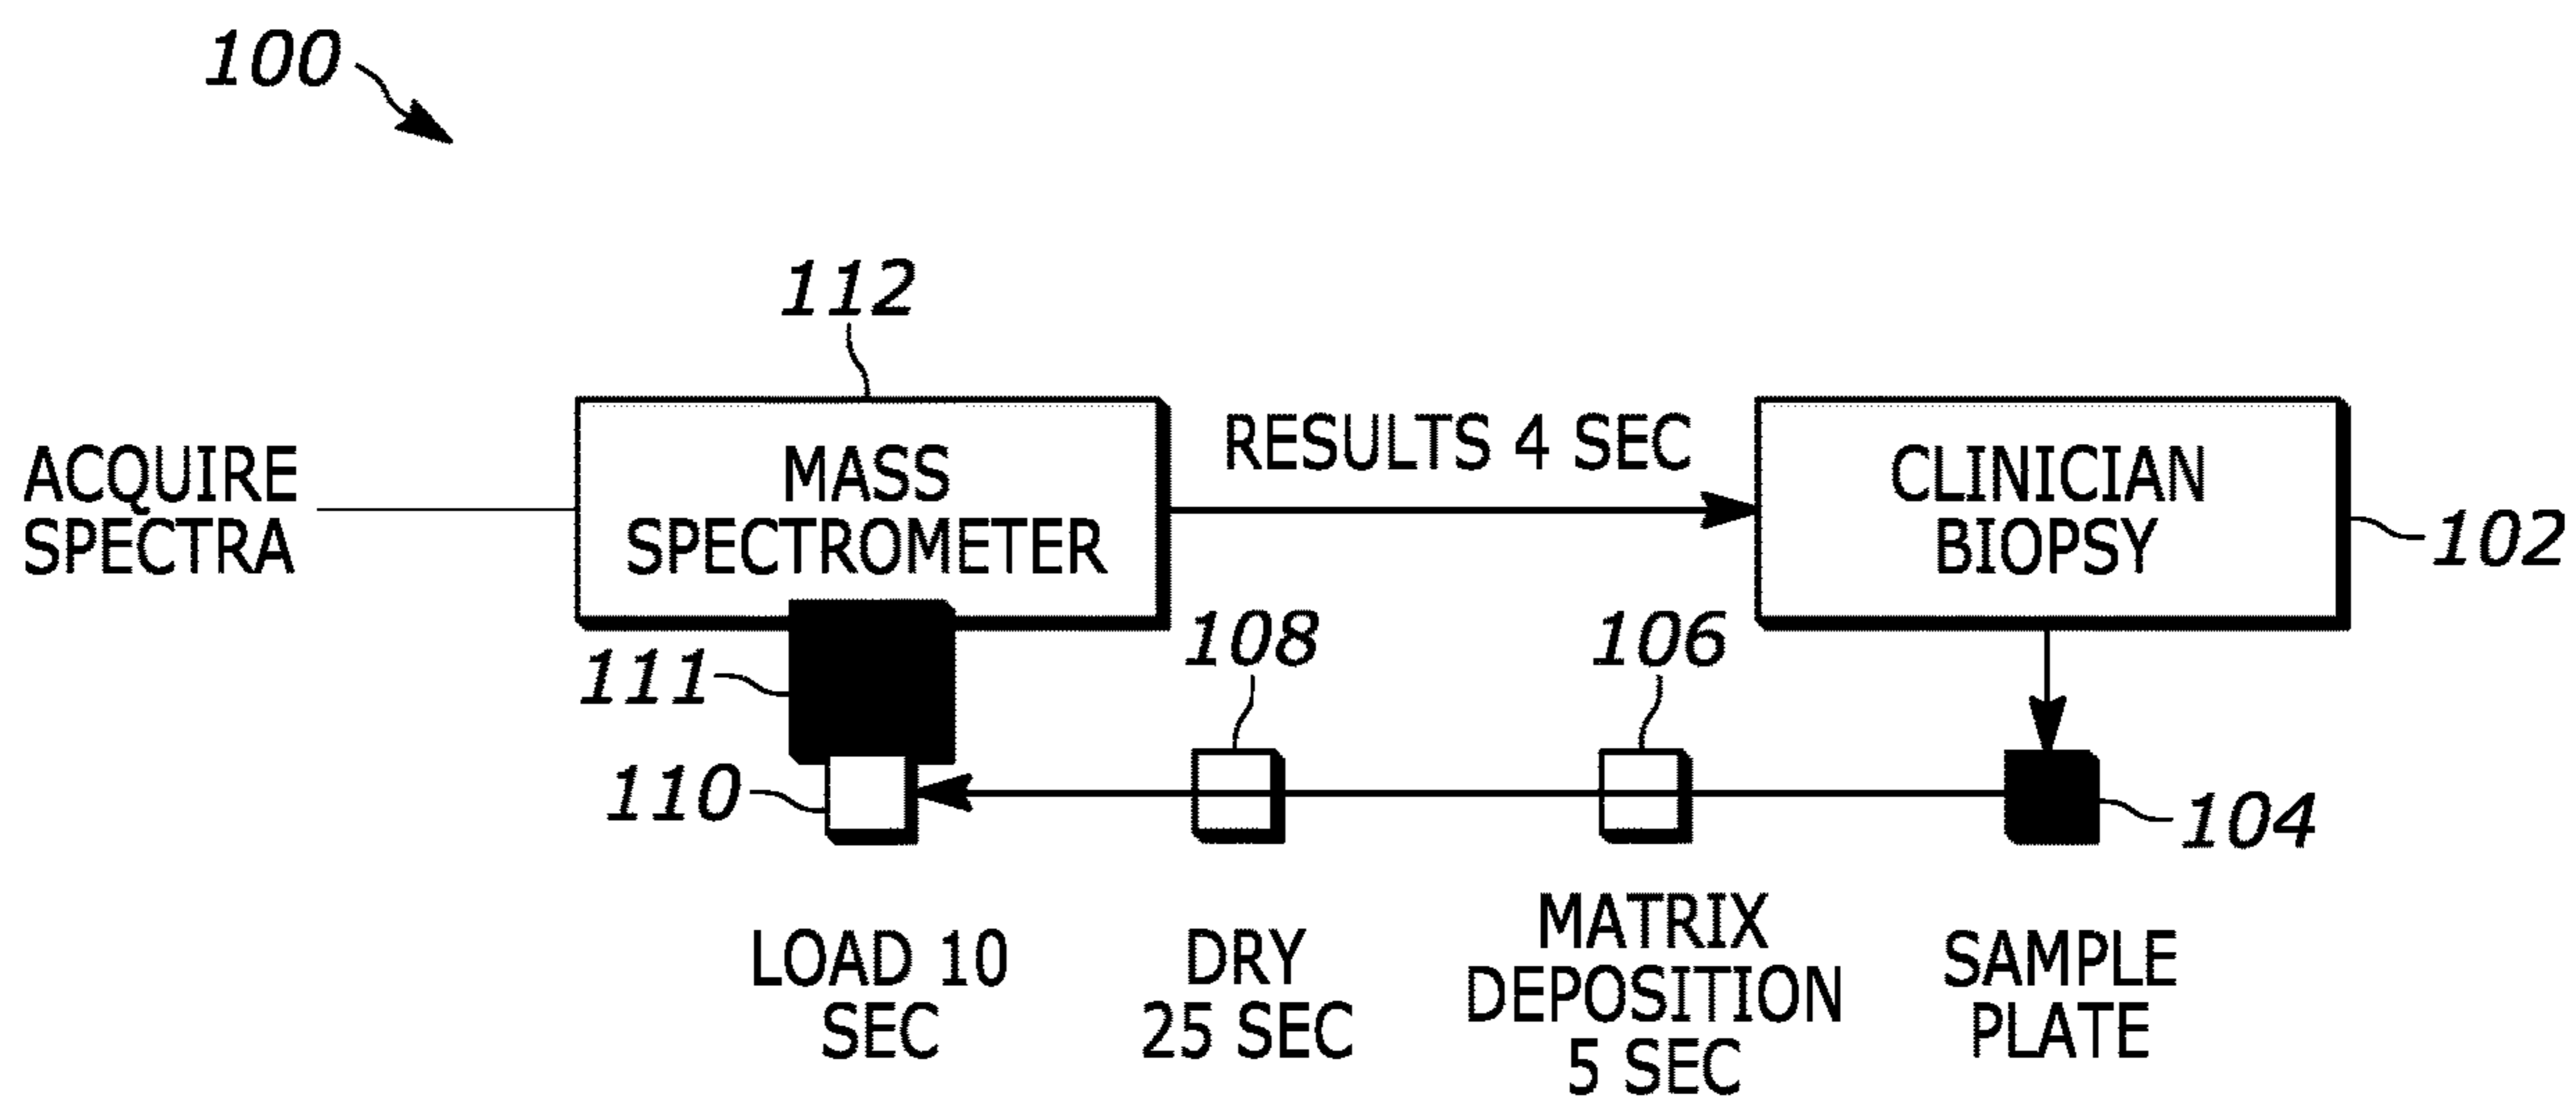 100
112
ACQUIRE
SPECTRA
MASS
SPECTROMETER
RESULTS 4 SEC
CLINICIAN
BIOPSY
102
111
108
106
110
104
LOAD 10
SEC
DRY
25 SEC
MATRIX
DEPOSITION
5 SEC
SAMPLE
PLATE